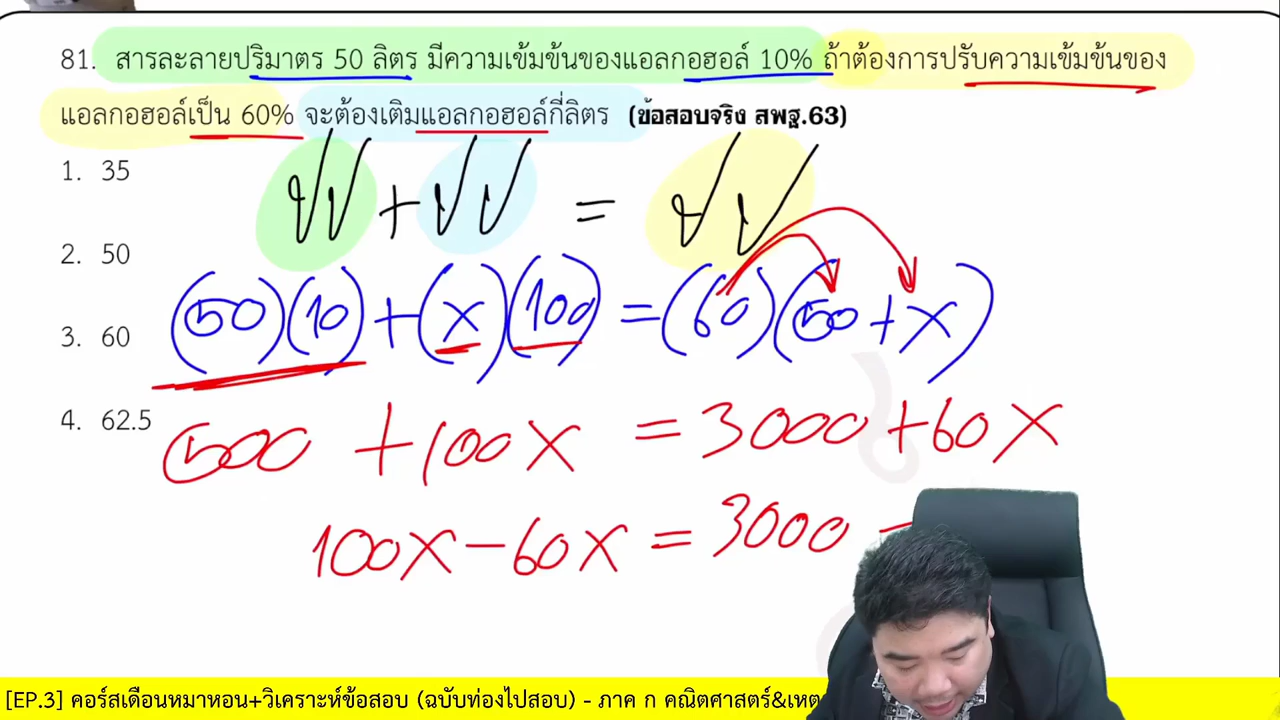 81. สารละลายปริมาตร 50 ลิตร มีความเข้มข้นของแอลกอฮอล์ 10% ถ้าต้องการปรับความเข้มข้นของ
แอลกอฮอล์เป็น 60% จะต้องเติมแอลกอฮอล์กี่ลิตร (ข้อสอบจริง สพฐ.63)
1. 35
ป ป + ป ป = ป ป
2. 50
(50)(10) + (x)(100) = (60)(50+x)
3. 60
4. 62.5
500 + 100x = 3000 + 60x
100x - 60x = 3000 -
[EP.3] คอร์สเดือนหมาหอน+วิเคราะห์ข้อสอบ (ฉบับท่องไปสอบ) - ภาค ก คณิตศาสตร์&เหต